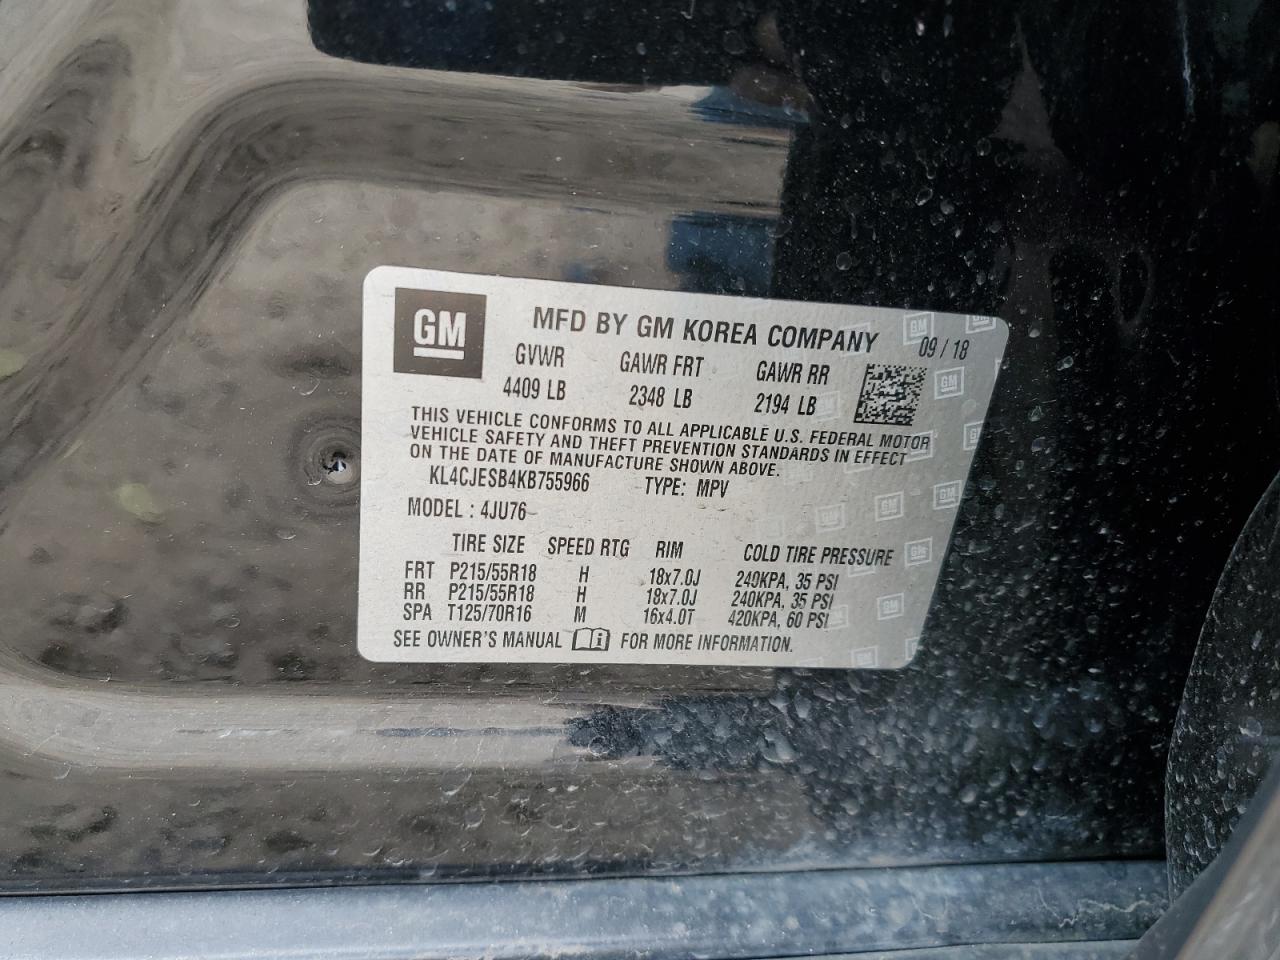 GM
MFD BY GM KOREA COMPANY 09 / 18
GVWR GAWR FRT GAWR RR
4409 LB 2348 LB 2194 LB
THIS VEHICLE CONFORMS TO ALL APPLICABLE U.S. FEDERAL MOTOR
VEHICLE SAFETY AND THEFT PREVENTION STANDARDS IN EFFECT
ON THE DATE OF MANUFACTURE SHOWN ABOVE.
KL4CJESB4KB755966 TYPE: MPV
MODEL : 4JU76
TIRE SIZE SPEED RTG RIM COLD TIRE PRESSURE
FRT P215/55R18 H 18x7.0J 240KPA, 35 PSI
RR P215/55R18 H 18x7.0J 240KPA, 35 PSI
SPA T125/70R16 M 16x4.0T 420KPA, 60 PSI
SEE OWNER'S MANUAL FOR MORE INFORMATION.